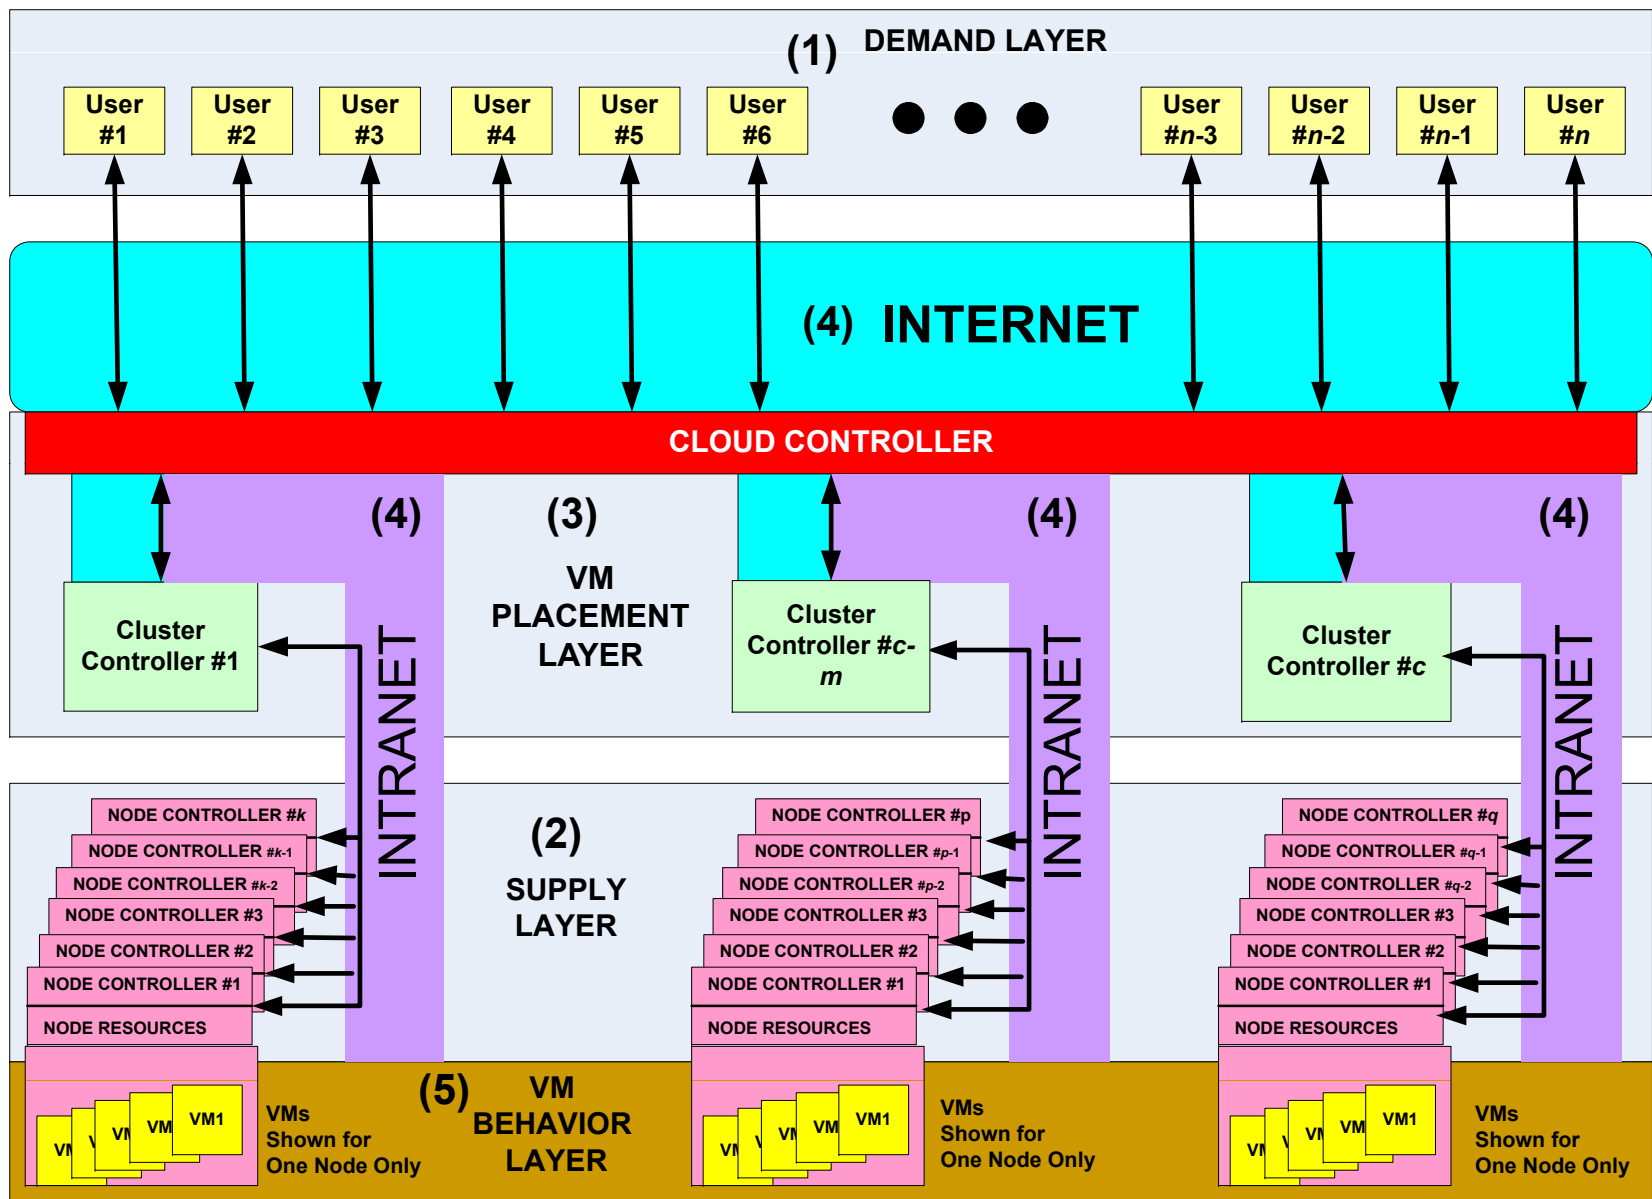 (1) DEMAND LAYER
User #1
User #2
User #3
User #4
User #5
User #6
User #n-3
User #n-2
User #n-1
User #n
(4) INTERNET
CLOUD CONTROLLER
(4)
(3)
(4)
(4)
VM
PLACEMENT
LAYER
Cluster
Controller #1
Cluster
Controller #c-
m
Cluster
Controller #c
INTRANET
INTRANET
INTRANET
NODE CONTROLLER #k
NODE CONTROLLER #k-1
NODE CONTROLLER #k-2
NODE CONTROLLER #3
NODE CONTROLLER #2
NODE CONTROLLER #1
NODE RESOURCES
(2)
SUPPLY
LAYER
NODE CONTROLLER #p
NODE CONTROLLER #p-1
NODE CONTROLLER #p-2
NODE CONTROLLER #3
NODE CONTROLLER #2
NODE CONTROLLER #1
NODE RESOURCES
NODE CONTROLLER #q
NODE CONTROLLER #q-1
NODE CONTROLLER #q-2
NODE CONTROLLER #3
NODE CONTROLLER #2
NODE CONTROLLER #1
NODE RESOURCES
VM1
VMs
Shown for
One Node Only
(5)
VM
BEHAVIOR
LAYER
VM1
VMs
Shown for
One Node Only
VM1
VMs
Shown for
One Node Only